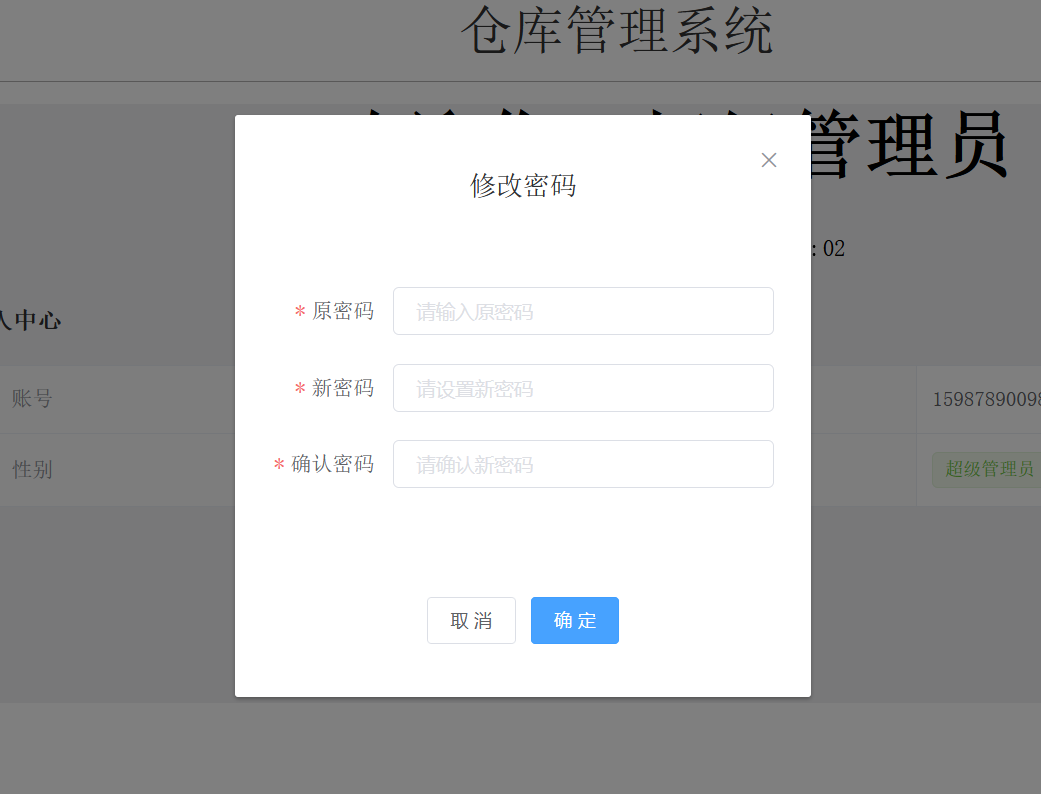 仓库管理系统
管理员
: 02
人中心
账号
15987890098
性别
超级管理员
修改密码
* 原密码
请输入原密码
* 新密码
请设置新密码
* 确认密码
请确认新密码
取 消
确 定